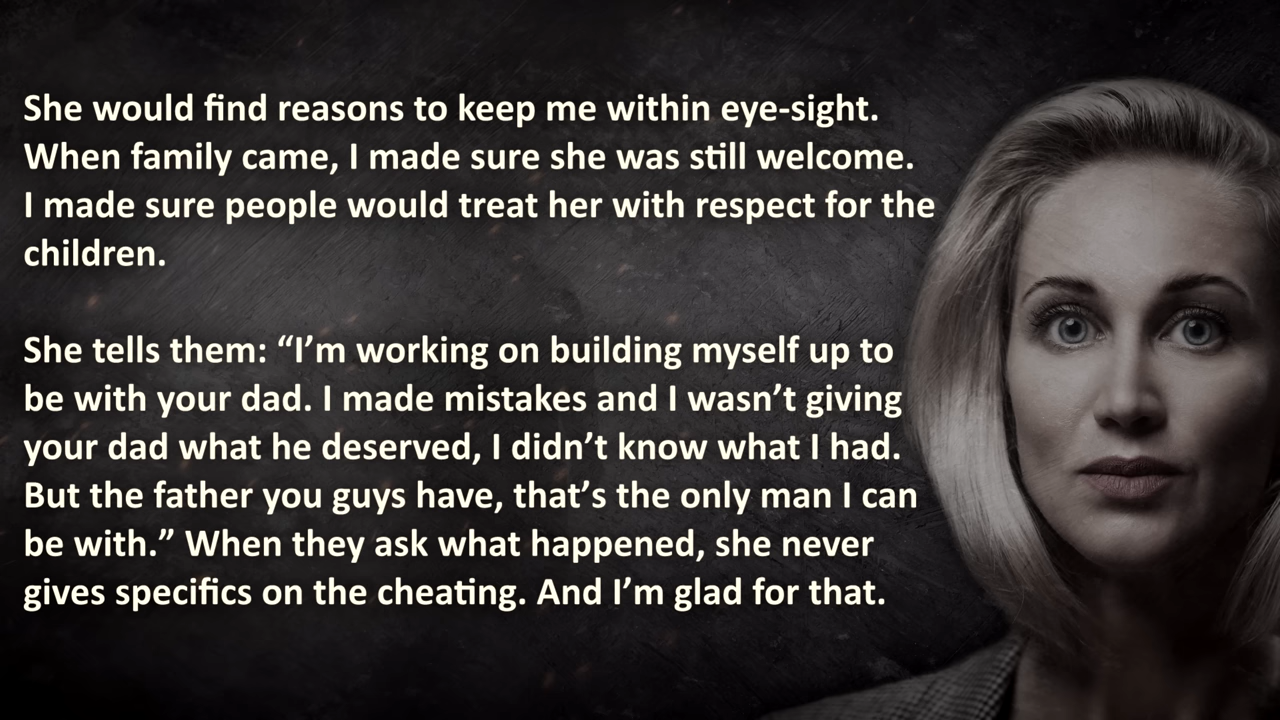 She would find reasons to keep me within eye-sight.
When family came, I made sure she was still welcome.
I made sure people would treat her with respect for the
children.
She tells them: “I’m working on building myself up to
be with your dad. I made mistakes and I wasn’t giving
your dad what he deserved, I didn’t know what I had.
But the father you guys have, that’s the only man I can
be with.” When they ask what happened, she never
gives specifics on the cheating. And I’m glad for that.